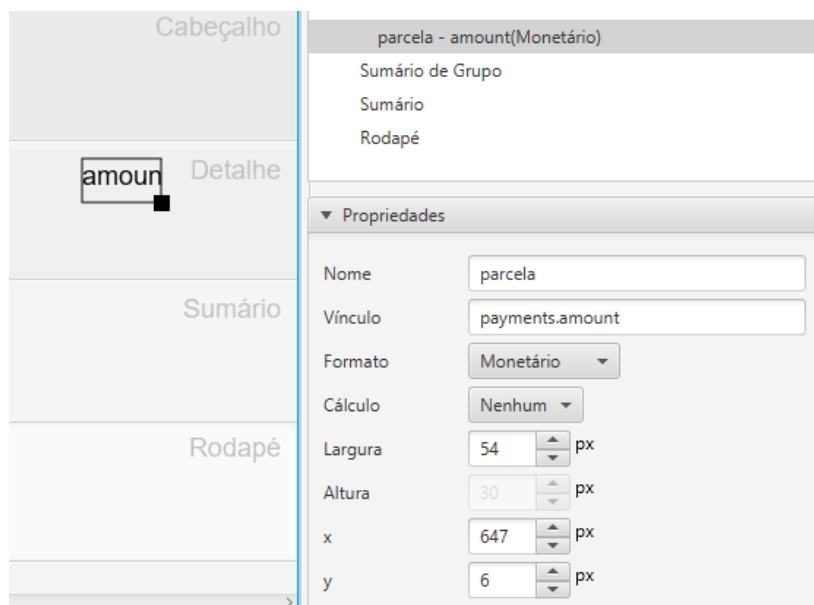 Cabeçalho
amoun
Detalhe
Sumário
Rodapé
parcela - amount(Monetário)
Sumário de Grupo
Sumário
Rodapé
Propriedades
Nome parcela
Vínculo payments.amount
Formato Monetário
Cálculo Nenhum
Largura 54 px
Altura 30 px
x 647 px
y 6 px